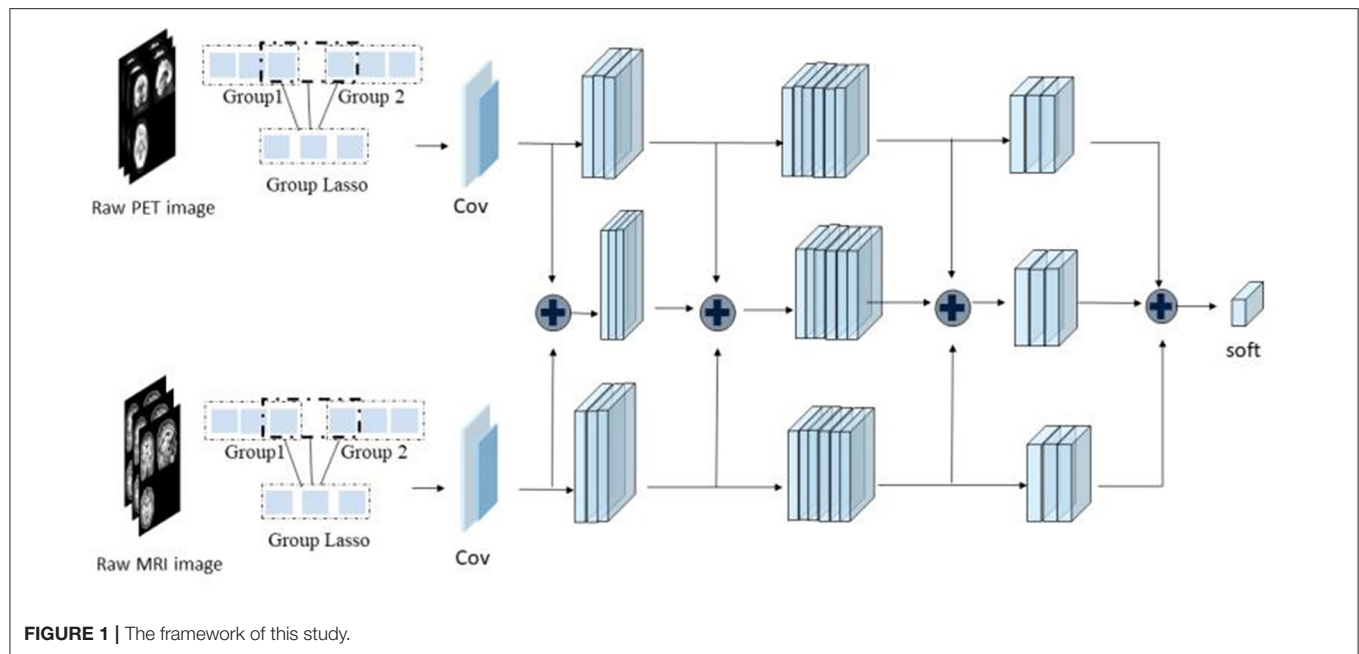 Group1
Group 2
Group Lasso
Raw PET image
Cov
soft
Group1
Group 2
Group Lasso
Raw MRI image
Cov
FIGURE 1 | The framework of this study.